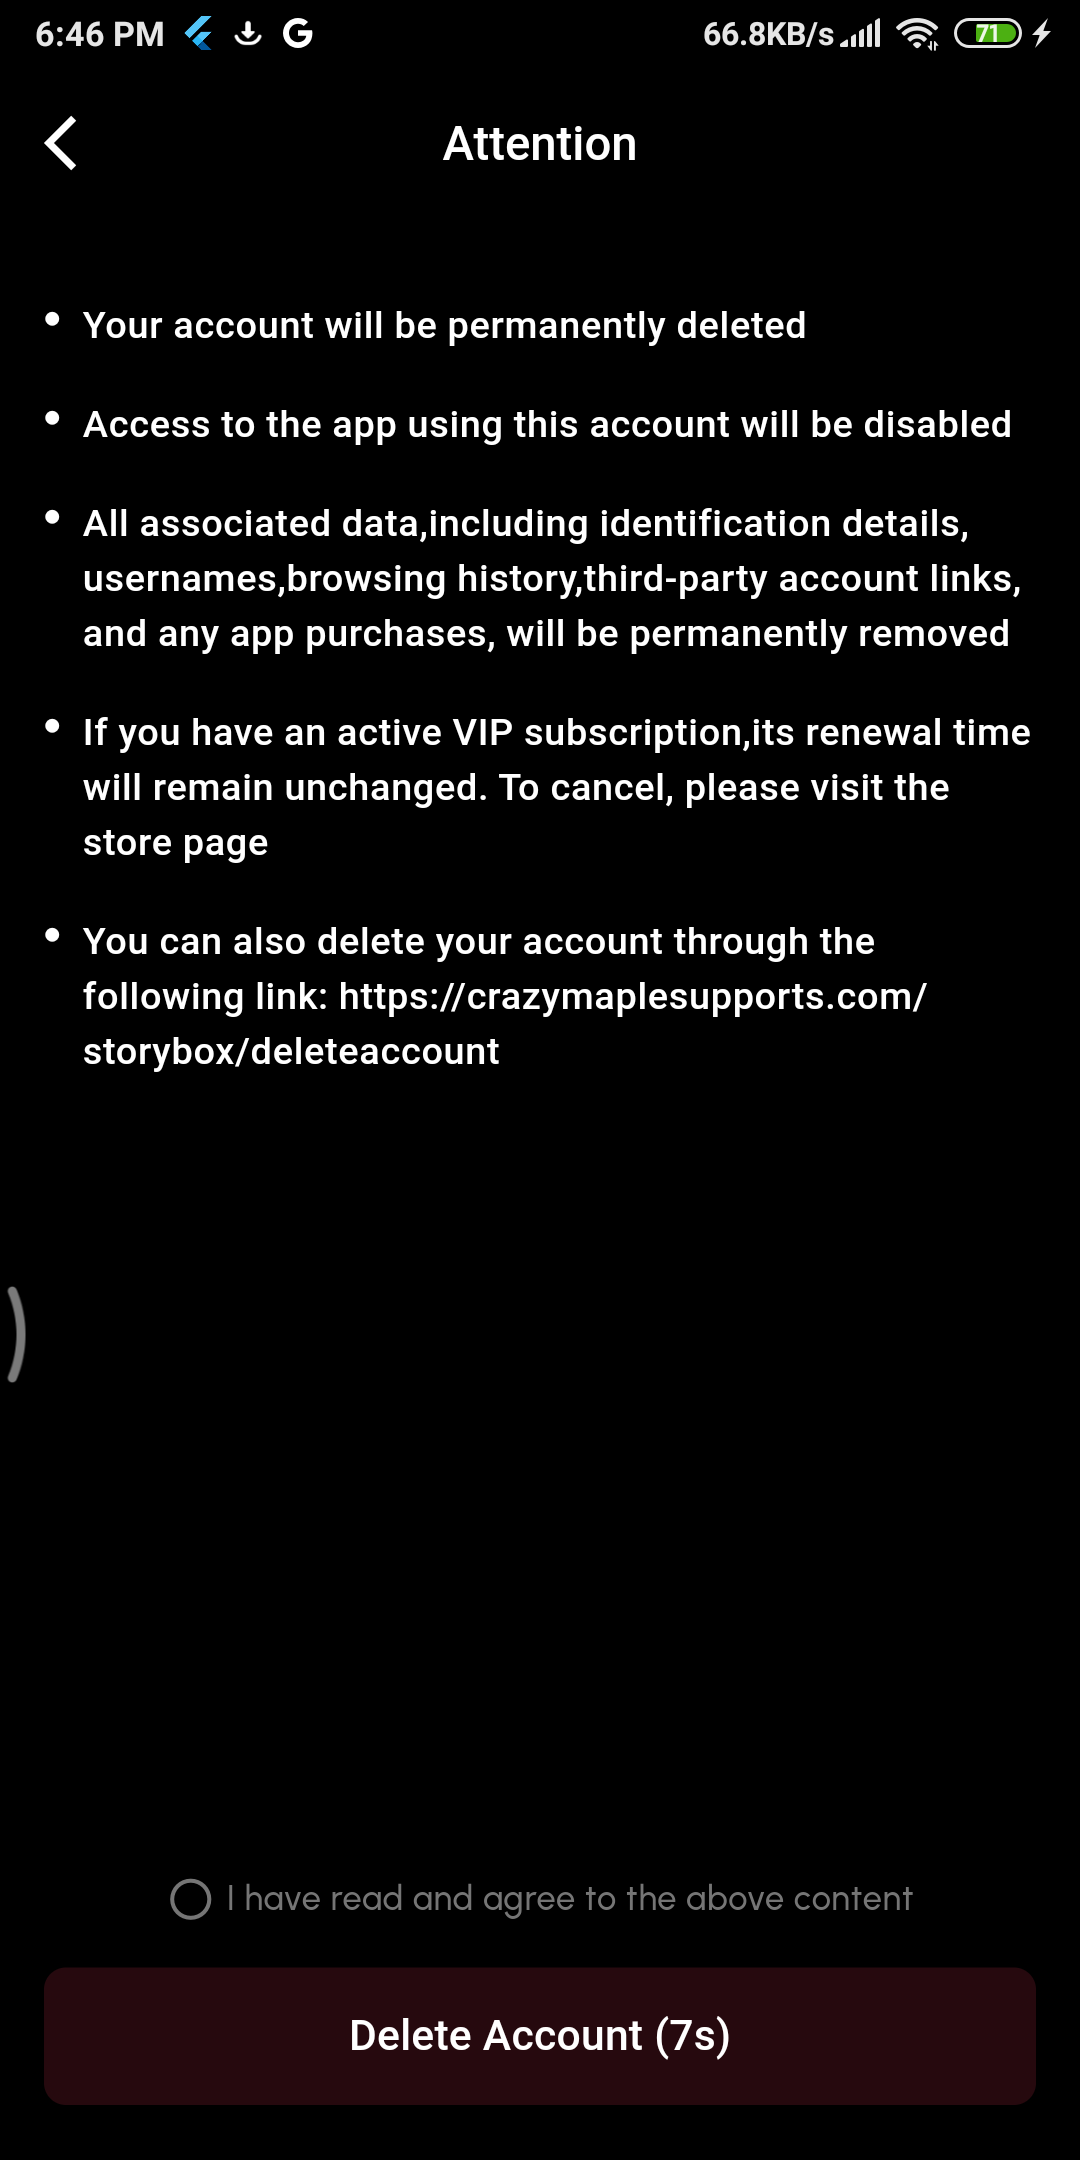 6:46 PM G 66.8KB/s 71
Attention
• Your account will be permanently deleted
• Access to the app using this account will be disabled
• All associated data,including identification details,
usernames,browsing history,third-party account links,
and any app purchases, will be permanently removed
• If you have an active VIP subscription,its renewal time
will remain unchanged. To cancel, please visit the
store page
• You can also delete your account through the
following link: https://crazymaplesupports.com/
storybox/deleteaccount
I have read and agree to the above content
Delete Account (7s)